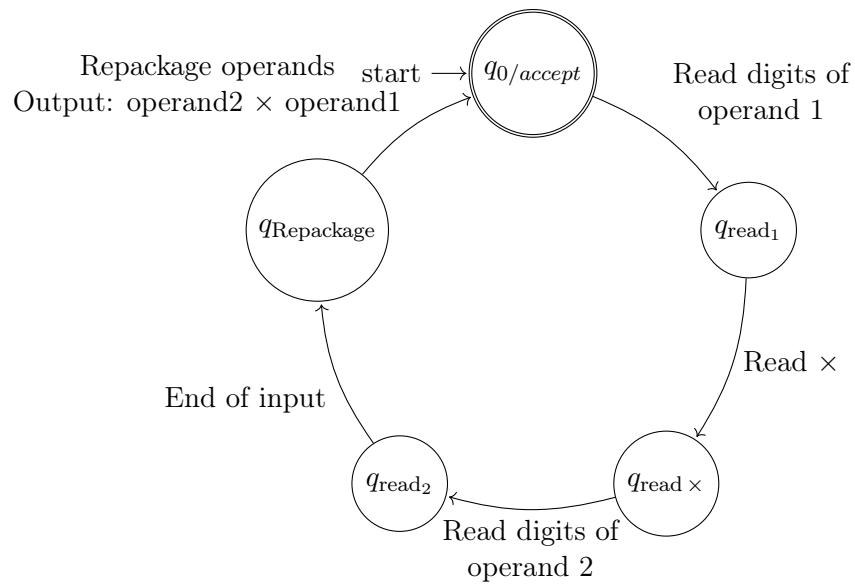 Repackage operands
Output: operand2 × operand1
start
q0/accept
Read digits of
operand 1
qRepackage
qread1
Read ×
End of input
qread2
qread ×
Read digits of
operand 2